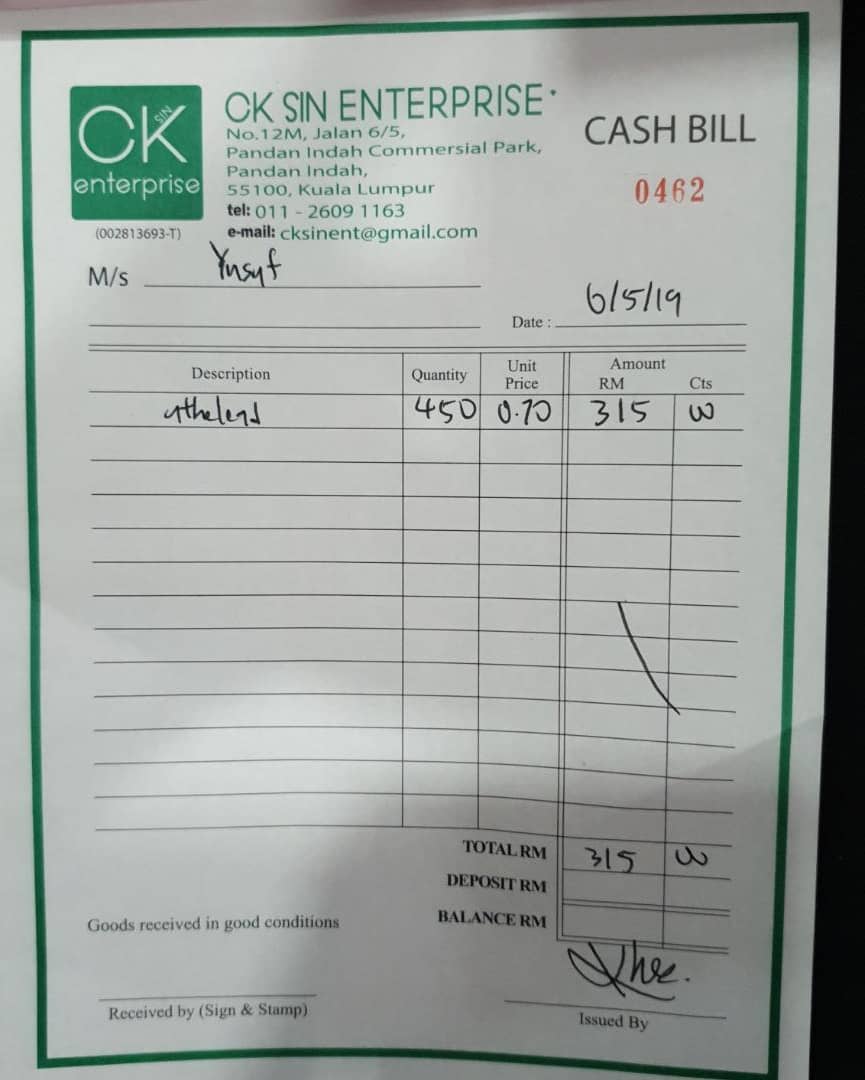 CK SIN
enterprise
(002813693-T)
CK SIN ENTERPRISE
No.12M, Jalan 6/5,
Pandan Indah Commersial Park,
Pandan Indah,
55100, Kuala Lumpur
tel: 011 - 2609 1163
e-mail: cksinent@gmail.com
CASH BILL
0462
M/s Yusyf
Date : 6/5/19
Description Quantity Unit Price Amount RM Cts
450 0.70 315
TOTAL RM 315
DEPOSIT RM
BALANCE RM
Goods received in good conditions
Received by (Sign & Stamp)
Issued By